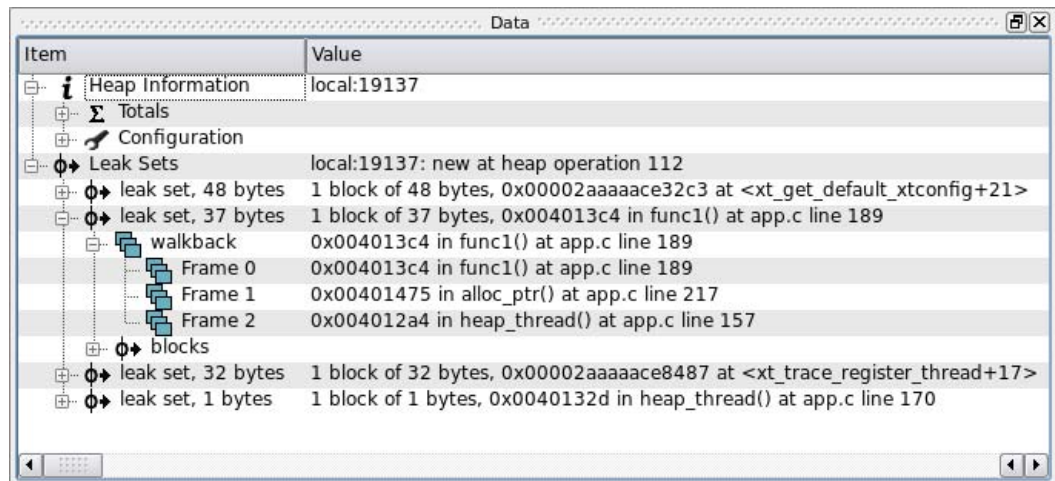 Data
Item Value
Heap Information local:19137
Totals
Configuration
Leak Sets local:19137: new at heap operation 112
leak set, 48 bytes 1 block of 48 bytes, 0x00002aaaaace32c3 at <xt_get_default_xtconfig+21>
leak set, 37 bytes 1 block of 37 bytes, 0x004013c4 in func1() at app.c line 189
walkback 0x004013c4 in func1() at app.c line 189
Frame 0 0x004013c4 in func1() at app.c line 189
Frame 1 0x00401475 in alloc_ptr() at app.c line 217
Frame 2 0x004012a4 in heap_thread() at app.c line 157
blocks
leak set, 32 bytes 1 block of 32 bytes, 0x00002aaaaace8487 at <xt_trace_register_thread+17>
leak set, 1 bytes 1 block of 1 bytes, 0x0040132d in heap_thread() at app.c line 170